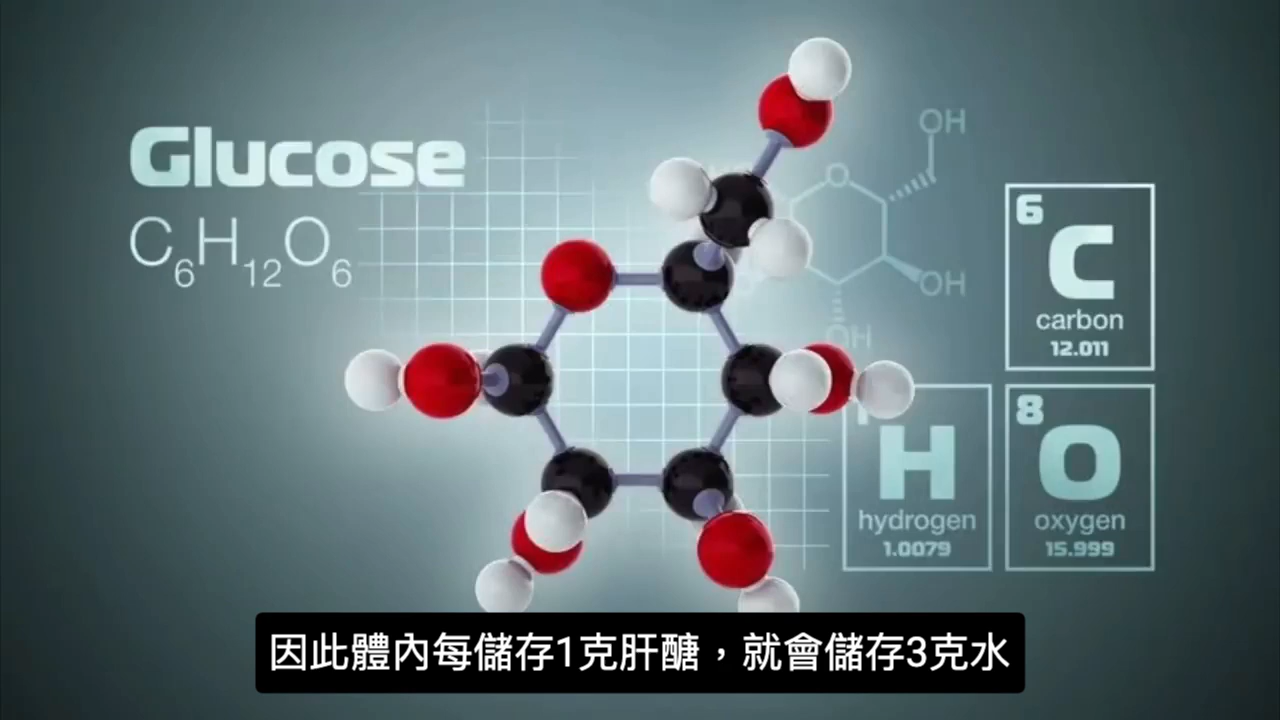 Glucose
C6H12O6
OH
O
OH
OH
6
C
carbon
12.011
1
H
hydrogen
1.0079
8
O
oxygen
15.999
因此體內每儲存1克肝醣，就會儲存3克水